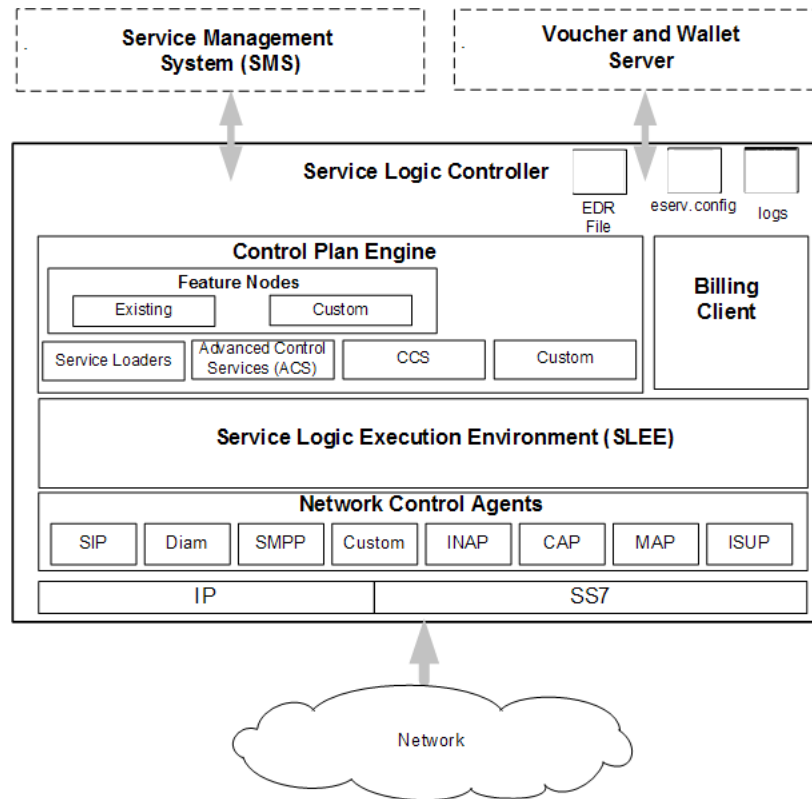 Service Management
System (SMS)
Voucher and Wallet
Server
Service Logic Controller
EDR
File
eserv.config
logs
Control Plan Engine
Feature Nodes
Existing
Custom
Service Loaders
Advanced Control
Services (ACS)
CCS
Custom
Billing
Client
Service Logic Execution Environment (SLEE)
Network Control Agents
SIP
Diam
SMPP
Custom
INAP
CAP
MAP
ISUP
IP
SS7
Network